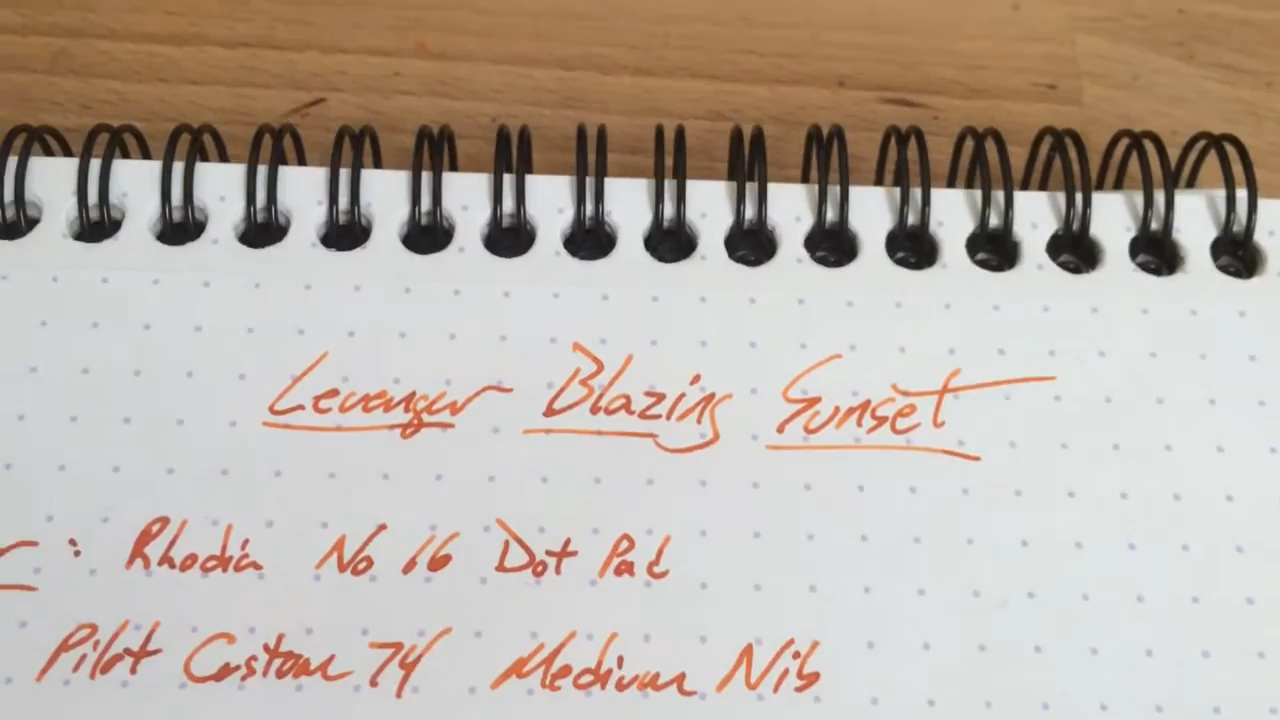 Levenger Blazing Sunset
r: Rhodia No 16 Dot Pad
Pilot Custom 74 Medium Nib